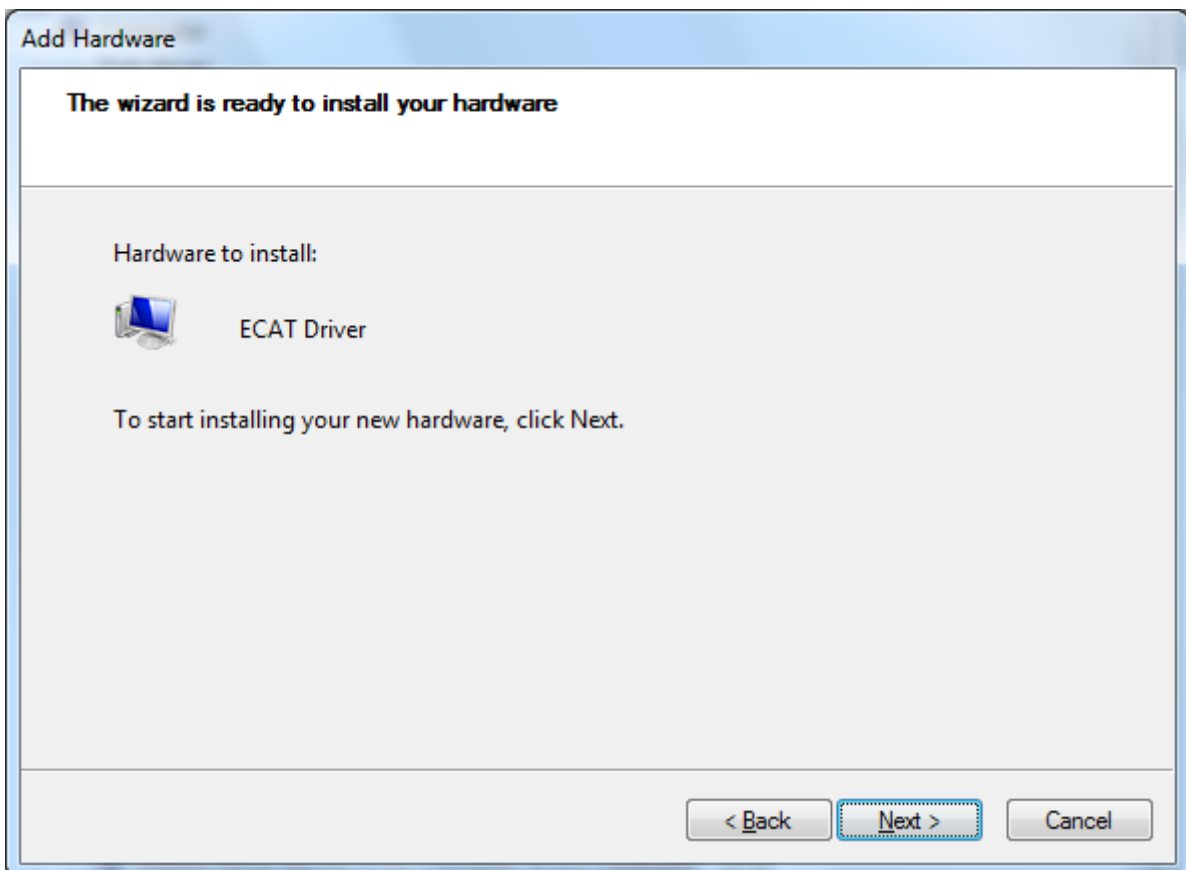 Add Hardware
The wizard is ready to install your hardware
Hardware to install:
ECAT Driver
To start installing your new hardware, click Next.
< Back Next > Cancel